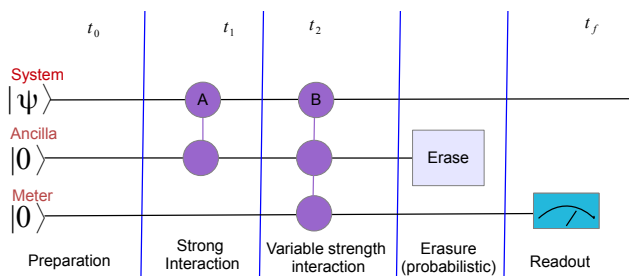 t0 t1 t2 tf
System
|ψ⟩ A B
Ancilla
|0⟩ Erase
Meter
|0⟩
Preparation Strong Interaction Variable strength interaction Erasure (probabilistic) Readout